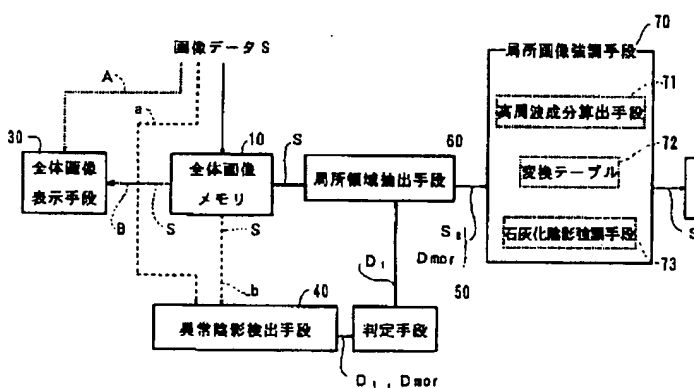 画像データ S
70
局所画像強調手段
A
a
71
高周波成分算出手段
30
10
60
72
全体画像
表示手段
全体画像
メモリ
S
局所領域抽出手段
変換テーブル
B
S
S
Dmor
S
石灰化陰影強調手段
D₁
73
b
40
50
異常陰影検出手段
判定手段
D₁, Dmor